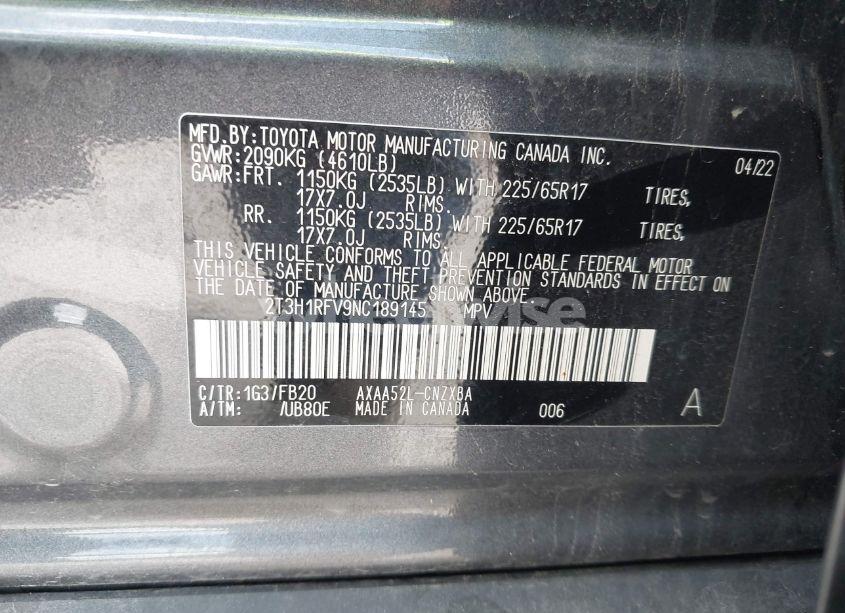 MFD.BY:TOYOTA MOTOR MANUFACTURING CANADA INC. 04/22
GVWR:2090KG (4610LB)
GAWR:FRT. 1150KG (2535LB) WITH 225/65R17 TIRES,
17X7.0J RIMS.
RR. 1150KG (2535LB) WITH 225/65R17 TIRES,
17X7.0J RIMS.
THIS VEHICLE CONFORMS TO ALL APPLICABLE FEDERAL MOTOR
VEHICLE SAFETY AND THEFT PREVENTION STANDARDS IN EFFECT ON
THE DATE OF MANUFACTURE SHOWN ABOVE.
2T3H1RFV9NC189145 MPV
C/TR:1G3/FB20 AXAA52L-CNZXBA
A/TM: /UB80E MADE IN CANADA 006 A